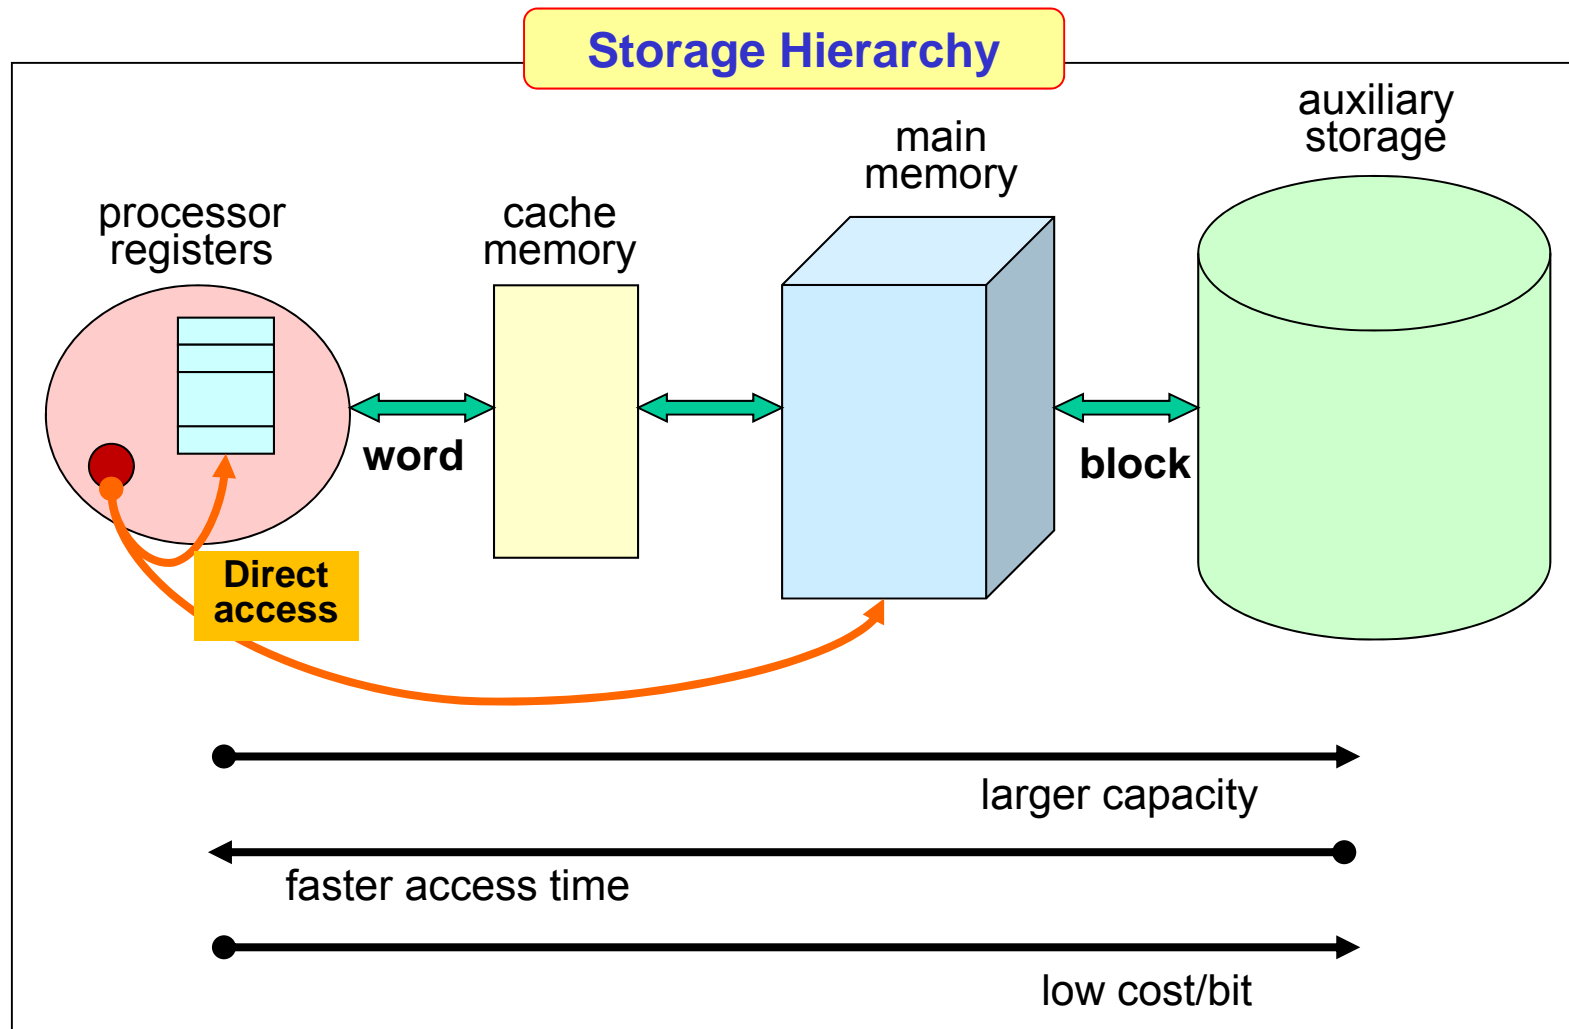 Storage Hierarchy
auxiliary
storage
main
memory
processor
registers
cache
memory
word
block
Direct
access
larger capacity
faster access time
low cost/bit